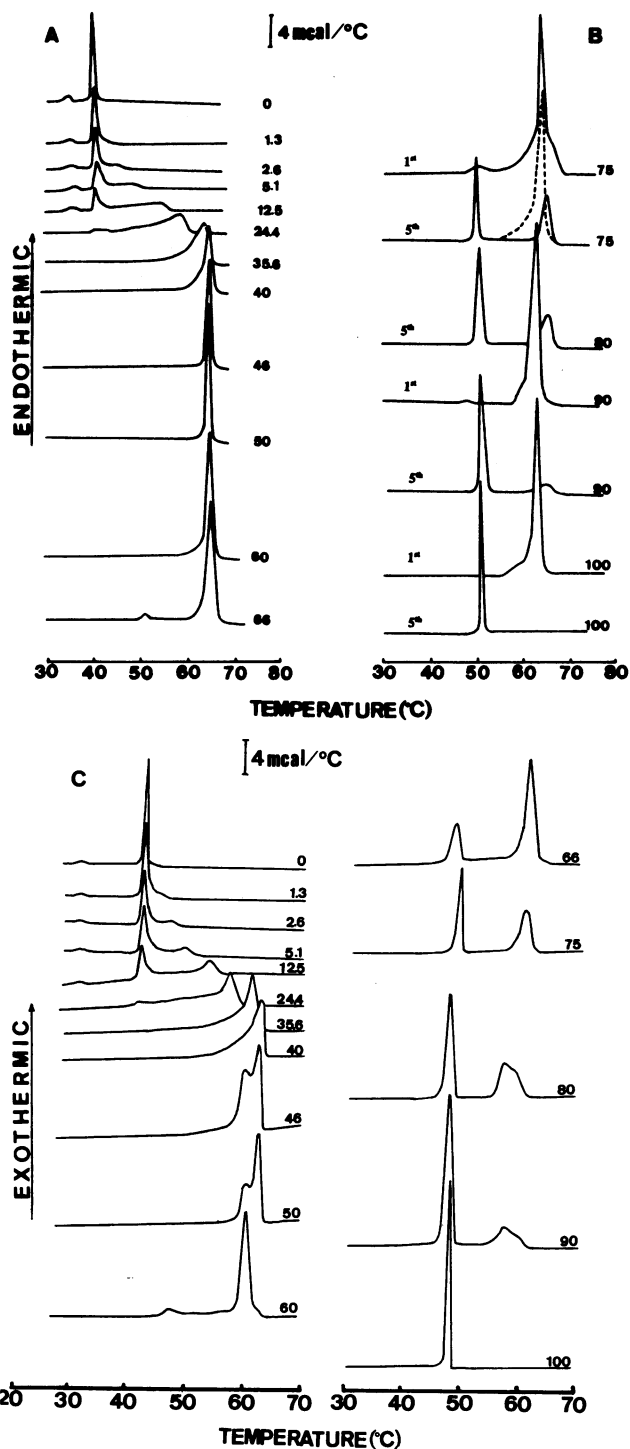 A
4 mcal/°C
B
0
1.3
2.6
5.1
12.5
24.4
35.6
40
46
50
60
66
ENDOTHERMIC
1st
75
5th
75
5th
80
1st
90
5th
90
1st
100
5th
100
30 40 50 60 70 80
30 40 50 60 70 80
TEMPERATURE(°C)
4 mcal/°C
C
0
1.3
2.6
5.1
12.5
24.4
35.6
40
46
50
60
EXOTHERMIC
66
75
80
90
100
20 30 40 50 60 70
30 50 60 70
TEMPERATURE(°C)